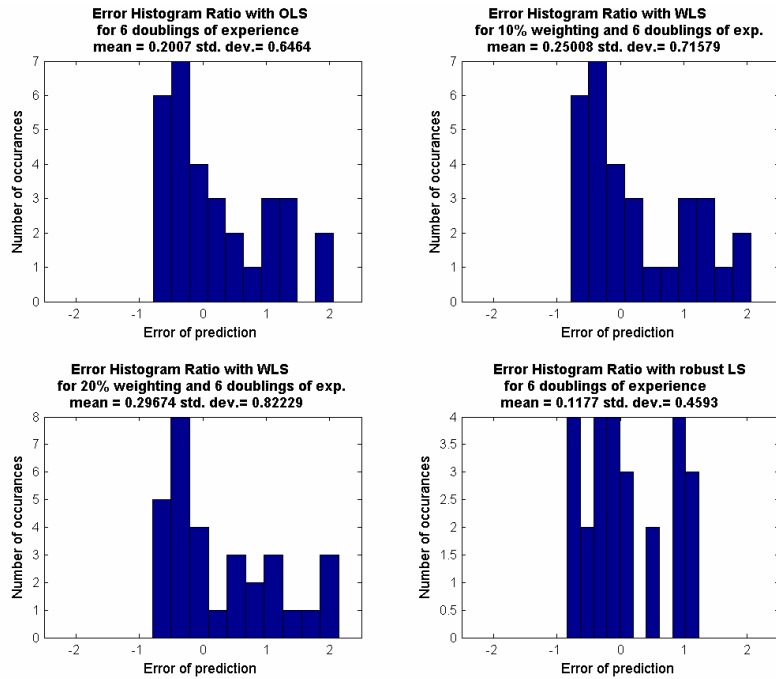 Error Histogram Ratio with OLS
for 6 doublings of experience
mean = 0.2007 std. dev.= 0.6464
7
6
5
4
3
2
1
0
Number of occurances
-2 -1 0 1 2
Error of prediction
Error Histogram Ratio with WLS
for 10% weighting and 6 doublings of exp.
mean = 0.25008 std. dev.= 0.71579
7
6
5
4
3
2
1
0
Number of occurances
-2 -1 0 1 2
Error of prediction
Error Histogram Ratio with WLS
for 20% weighting and 6 doublings of exp.
mean = 0.29674 std. dev.= 0.82229
8
7
6
5
4
3
2
1
0
Number of occurances
-2 -1 0 1 2
Error of prediction
Error Histogram Ratio with robust LS
for 6 doublings of experience
mean = 0.1177 std. dev.= 0.4593
4
3.5
3
2.5
2
1.5
1
0.5
0
Number of occurances
-2 -1 0 1 2
Error of prediction